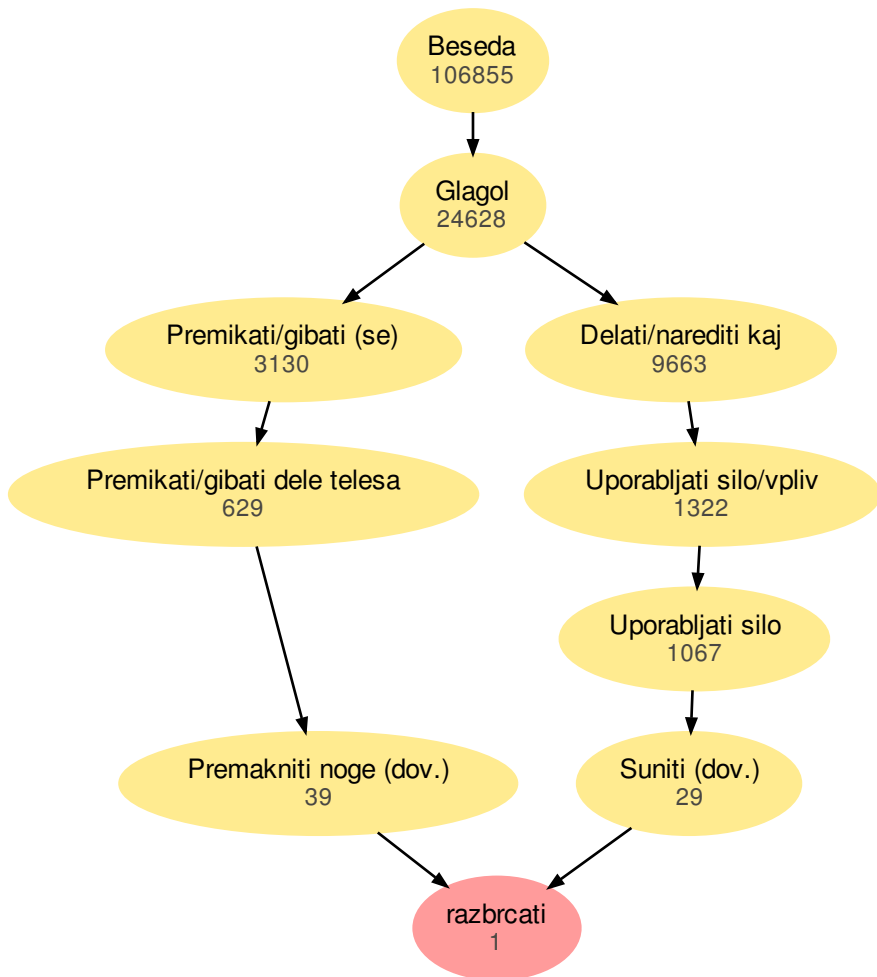 Beseda
106855
Glagol
24628
Premikati/gibati (se)
3130
Delati/narediti kaj
9663
Premikati/gibati dele telesa
629
Uporabljati silo/vpliv
1322
Uporabljati silo
1067
Premakniti noge (dov.)
39
Suniti (dov.)
29
razbrcati
1